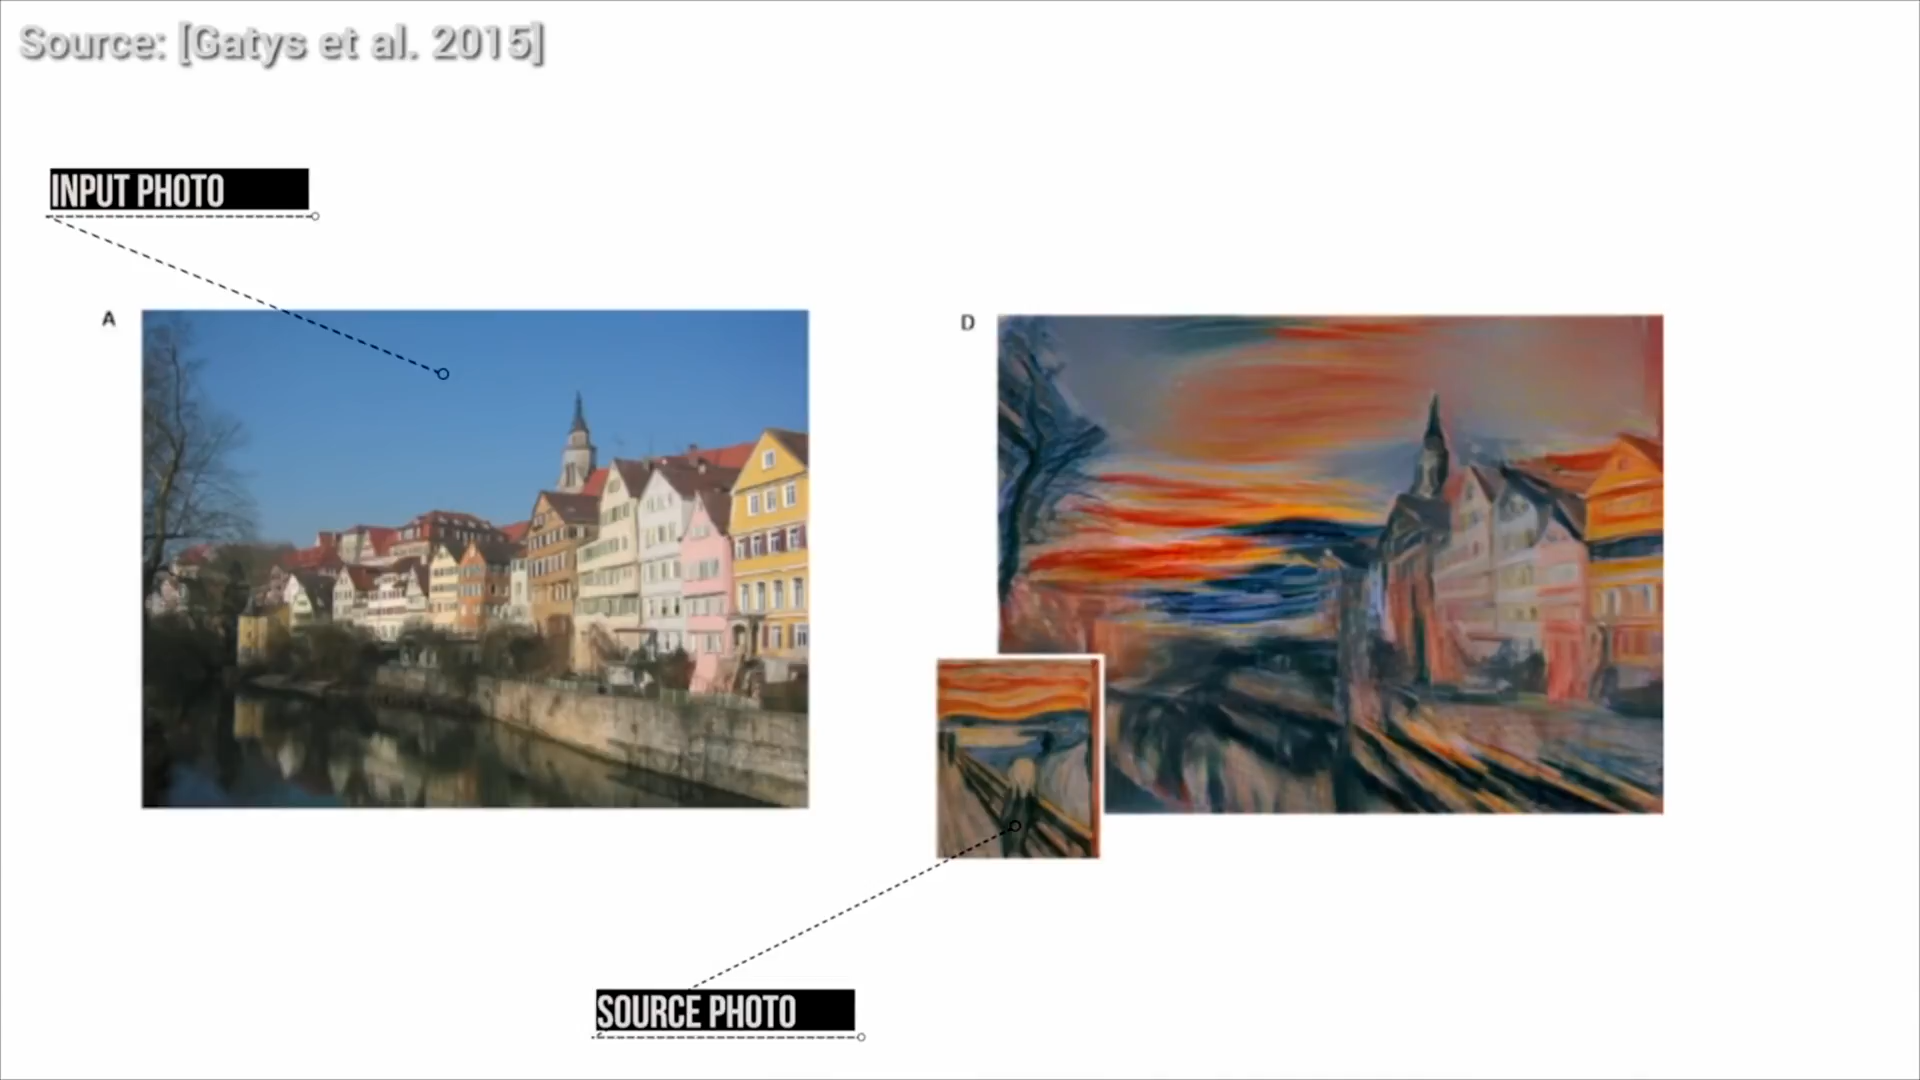 Source: [Gatys et al. 2015]
INPUT PHOTO
A
D
SOURCE PHOTO